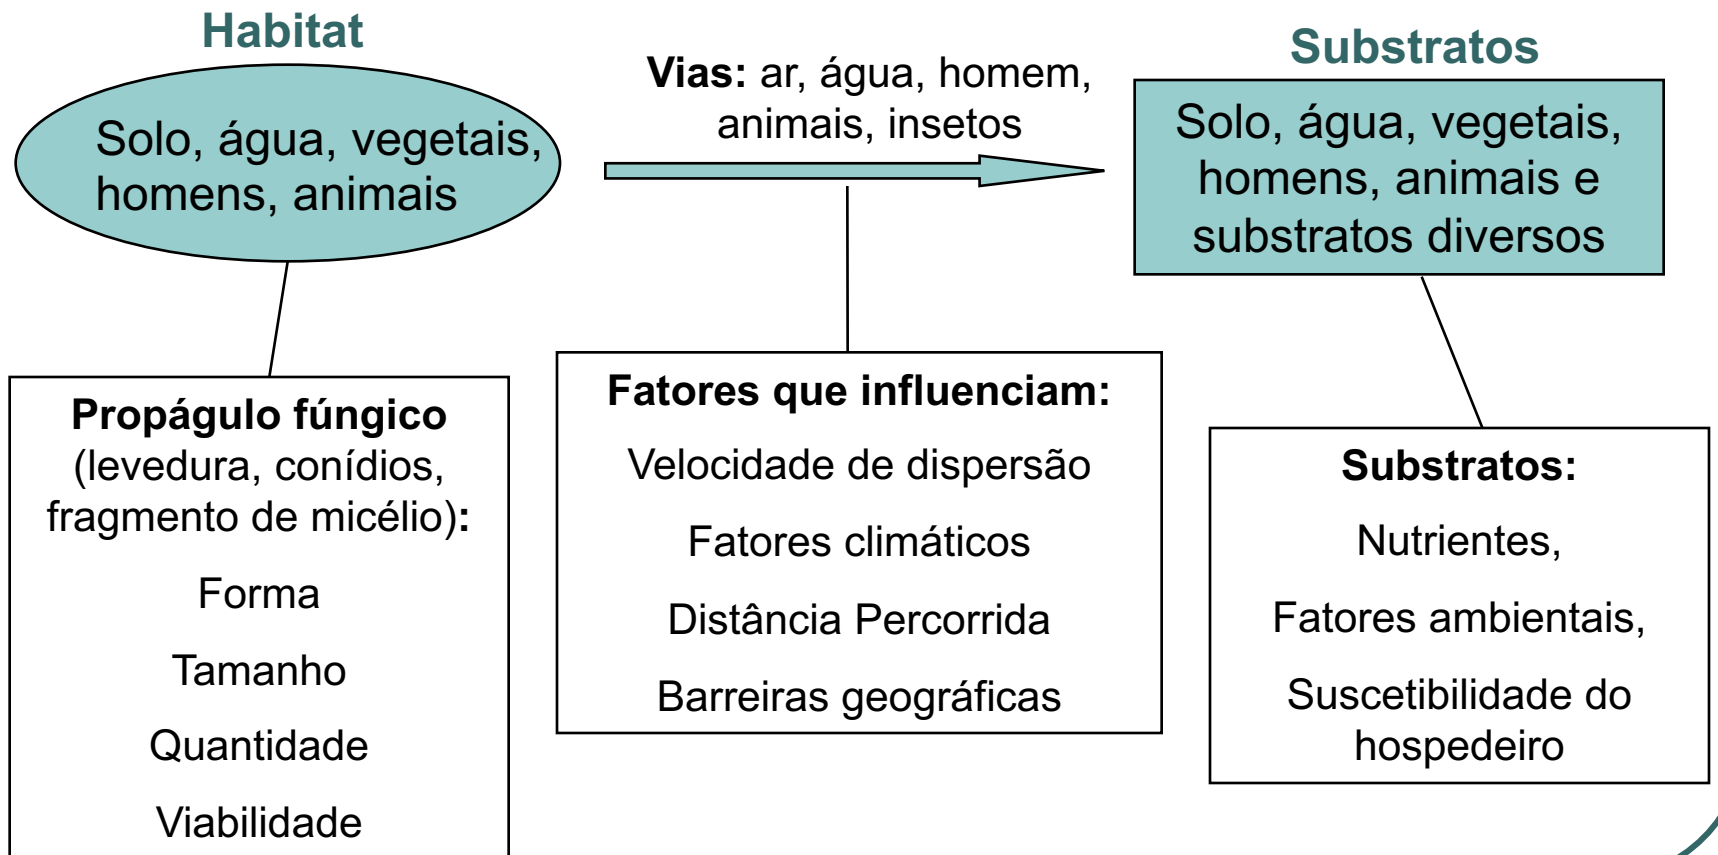 Habitat
Solo, água, vegetais,
homens, animais
Vias: ar, água, homem,
animais, insetos
Substratos
Solo, água, vegetais,
homens, animais e
substratos diversos
Propágulo fúngico
(levedura, conídios,
fragmento de micélio):
Forma
Tamanho
Quantidade
Viabilidade
Fatores que influenciam:
Velocidade de dispersão
Fatores climáticos
Distância Percorrida
Barreiras geográficas
Substratos:
Nutrientes,
Fatores ambientais,
Suscetibilidade do
hospedeiro